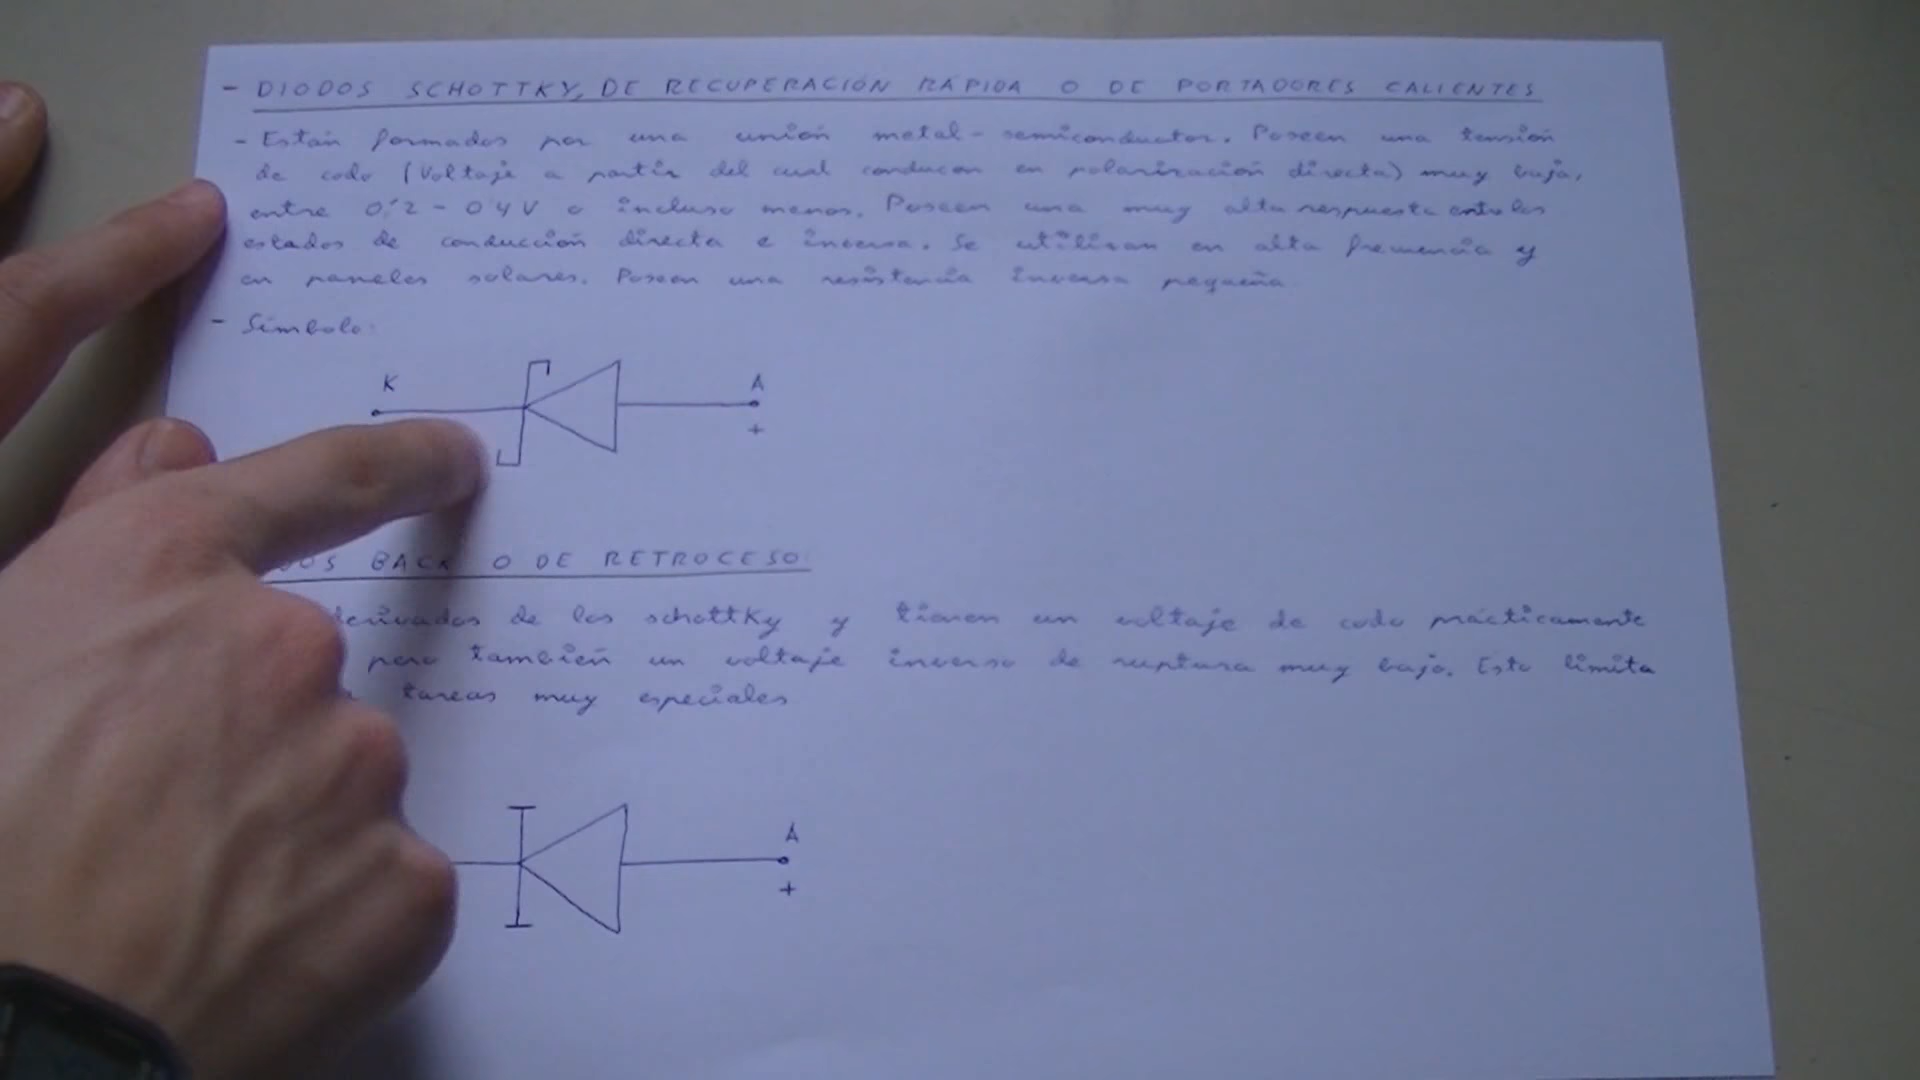 - DIODOS SCHOTTKY, DE RECUPERACIÓN RÁPIDA O DE PORTADORES CALIENTES
- Están formados por una unión metal-semiconductor. Poseen una tensión
de codo (Voltaje a partir del cual conducen en polarización directa) muy baja,
entre 0'2 - 0'4V o incluso menos. Poseen una muy alta respuesta entre los
estados de conducción directa e inversa. Se utilizan en alta frecuencia y
en paneles solares. Poseen una resistencia inversa pequeña
- Símbolo:
K A
+
BACK O DE RETROCESO
derivados de los schottky y tienen un voltaje de codo prácticamente
pero también un voltaje inverso de ruptura muy bajo. Esto limita
tareas muy especiales
A
+